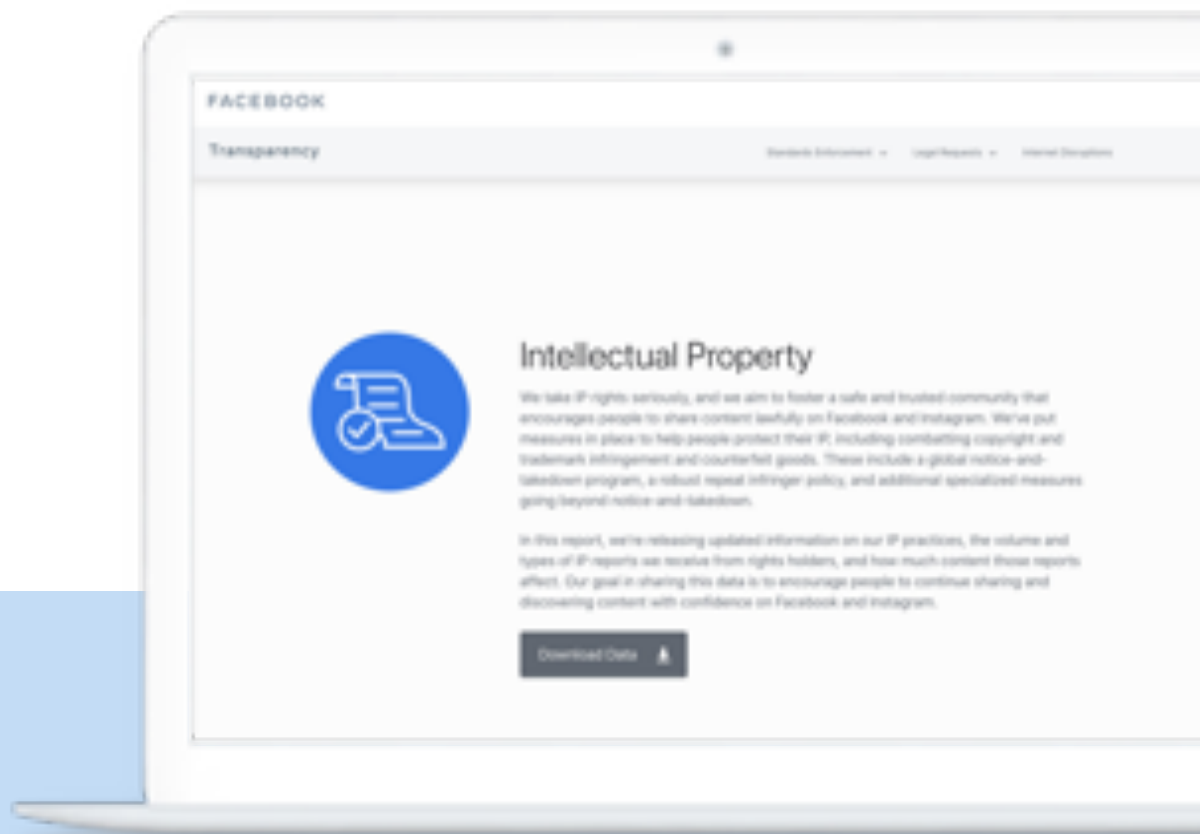 FACEBOOK
Transparency
Standards Enforcement
Legal Requests
Internet Disruptions
Intellectual Property
We take IP rights seriously, and we aim to foster a safe and trusted community that
encourages people to share content lawfully on Facebook and Instagram. We've put
measures in place to help people protect their IP, including combatting copyright and
trademark infringement and counterfeit goods. These include a global notice-and-
takedown program, a robust repeat infringer policy, and additional specialized measures
going beyond notice-and-takedown.
In this report, we're releasing updated information on our IP practices, the volume and
types of IP reports we receive from rights holders, and how much content those reports
affect. Our goal in sharing this data is to encourage people to continue sharing and
discovering content with confidence on Facebook and Instagram.
Download Data